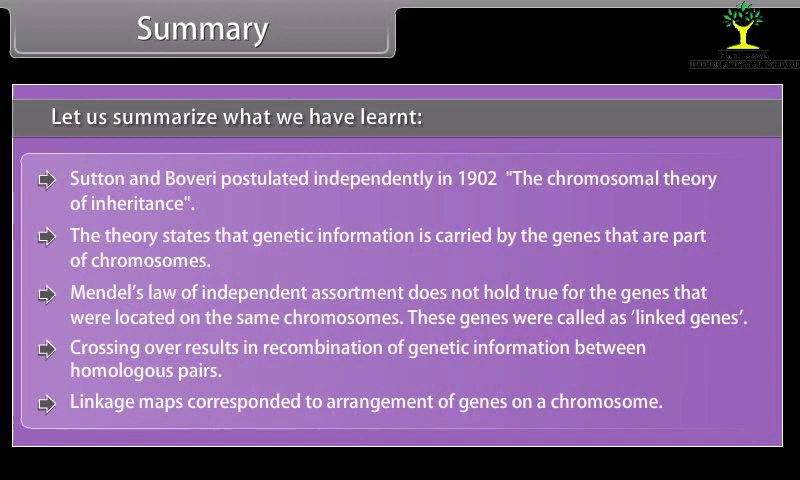 Summary
INTERNATIONAL SCHOOL
Let us summarize what we have learnt:
Sutton and Boveri postulated independently in 1902 "The chromosomal theory
of inheritance".
The theory states that genetic information is carried by the genes that are part
of chromosomes.
Mendel's law of independent assortment does not hold true for the genes that
were located on the same chromosomes. These genes were called as 'linked genes'.
Crossing over results in recombination of genetic information between
homologous pairs.
Linkage maps corresponded to arrangement of genes on a chromosome.